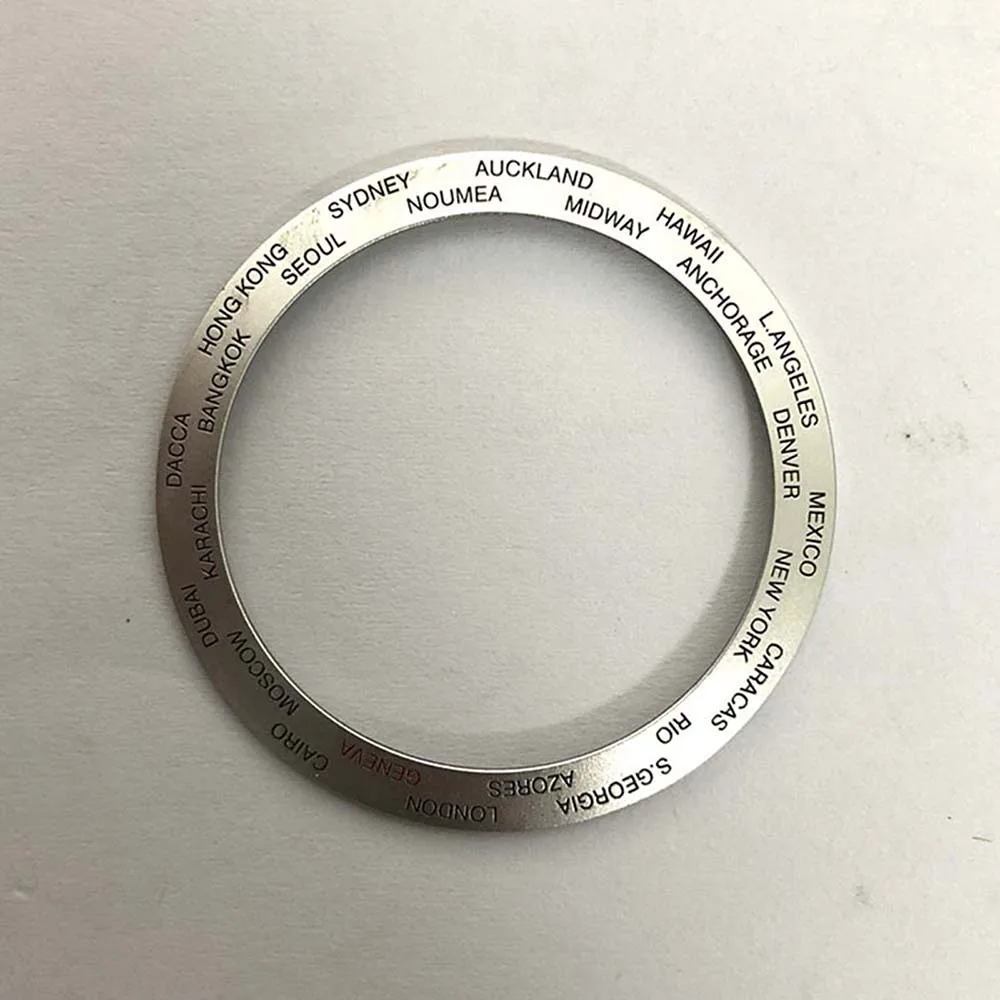 AUCKLAND
MIDWAY
HAWAII
ANCHORAGE
L.ANGELES
DENVER
MEXICO
NEW YORK
CARACAS
RIO
S.GEORGIA
AZORES
LONDON
GENEVA
CAIRO
MOSCOW
DUBAI
KARACHI
DACCA
BANGKOK
HONG KONG
SEOUL
SYDNEY
NOUMEA